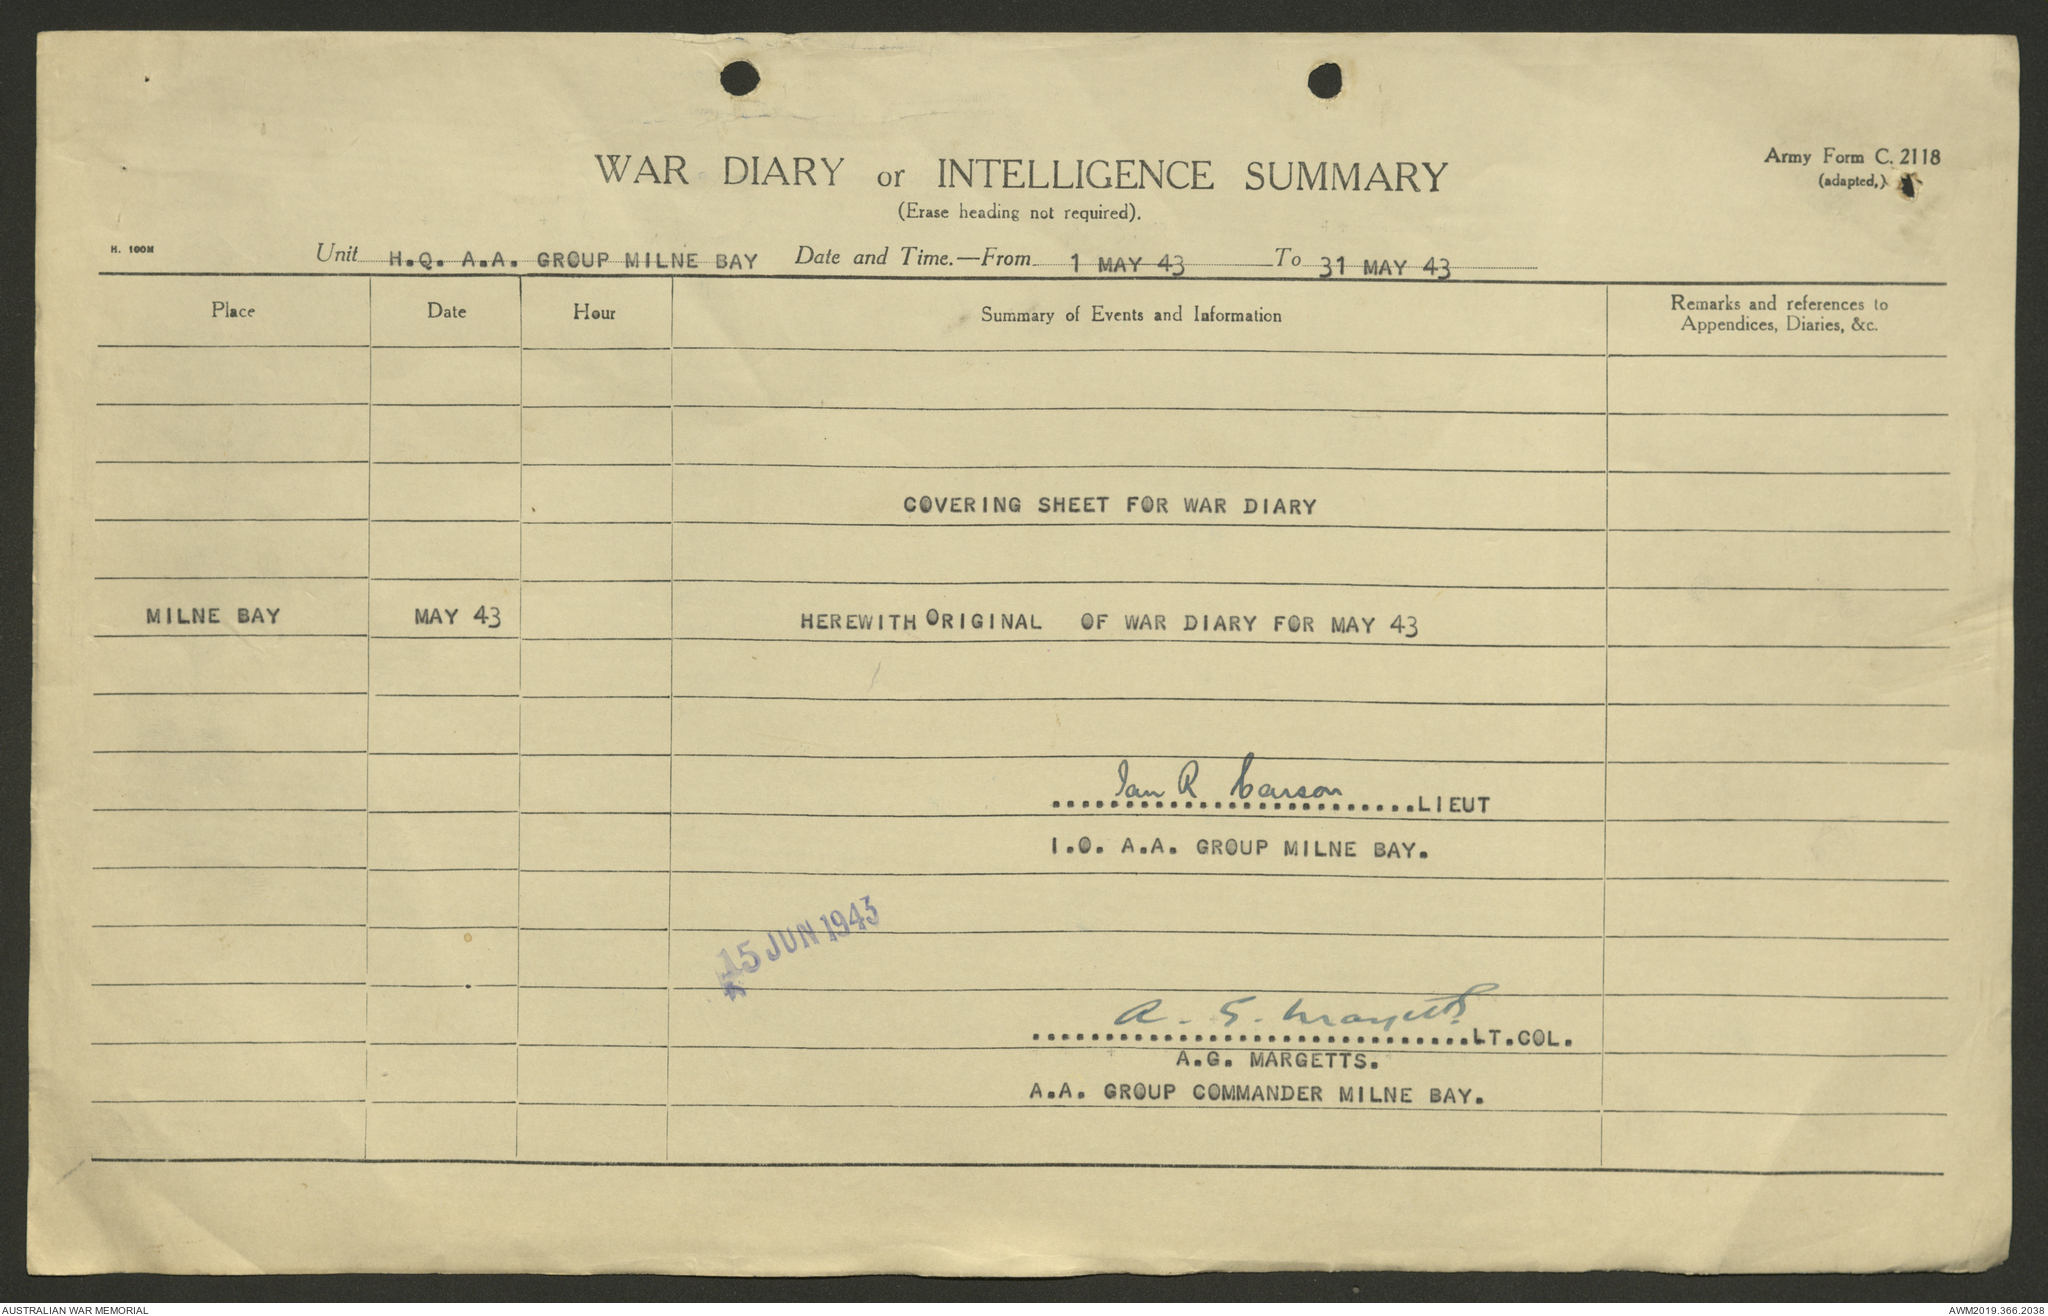 WAR DIARY or INTELLIGENCE SUMMARY
Army Form C. 2118
(adapted,)
(Erase heading not required).
H. 100M
Unit H.Q. A.A. GROUP MILNE BAY Date and Time.—From 1 MAY 43 To 31 MAY 43
Place Date Hour Summary of Events and Information Remarks and references to
Appendices, Diaries, &c.
COVERING SHEET FOR WAR DIARY
MILNE BAY MAY 43 HEREWITH ORIGINAL OF WAR DIARY FOR MAY 43
Ian R Carson
..........................LIEUT
I.O. A.A. GROUP MILNE BAY.
15 JUN 1943
A. G. Margetts
..............................LT.COL.
A.G. MARGETTS.
A.A. GROUP COMMANDER MILNE BAY.
AUSTRALIAN WAR MEMORIAL
AWM2019.366.2038